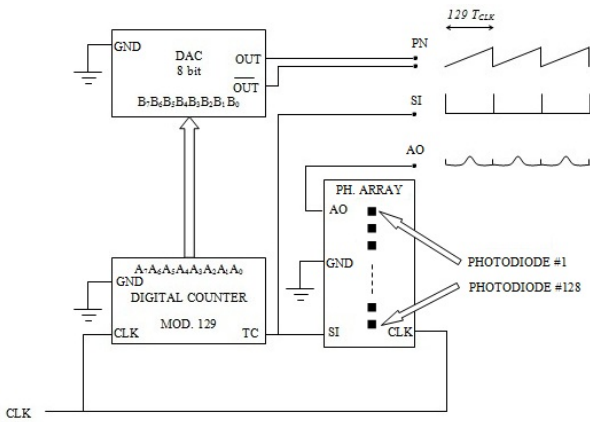 129 T_CLK
PN
GND
DAC
8 bit
OUT
OUT
B₇B₆B₅B₄B₃B₂B₁B₀
SI
AO
PH. ARRAY
AO
GND
PHOTODIODE #1
PHOTODIODE #128
A₇A₆A₅A₄A₃A₂A₁A₀
GND
DIGITAL COUNTER
MOD. 129
CLK
TC
SI
CLK
CLK